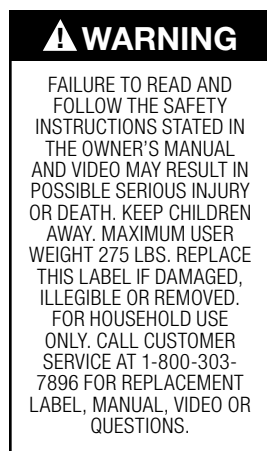 WARNING
FAILURE TO READ AND
FOLLOW THE SAFETY
INSTRUCTIONS STATED IN
THE OWNER'S MANUAL
AND VIDEO MAY RESULT IN
POSSIBLE SERIOUS INJURY
OR DEATH. KEEP CHILDREN
AWAY. MAXIMUM USER
WEIGHT 275 LBS. REPLACE
THIS LABEL IF DAMAGED,
ILLEGIBLE OR REMOVED.
FOR HOUSEHOLD USE
ONLY. CALL CUSTOMER
SERVICE AT 1-800-303-
7896 FOR REPLACEMENT
LABEL, MANUAL, VIDEO OR
QUESTIONS.